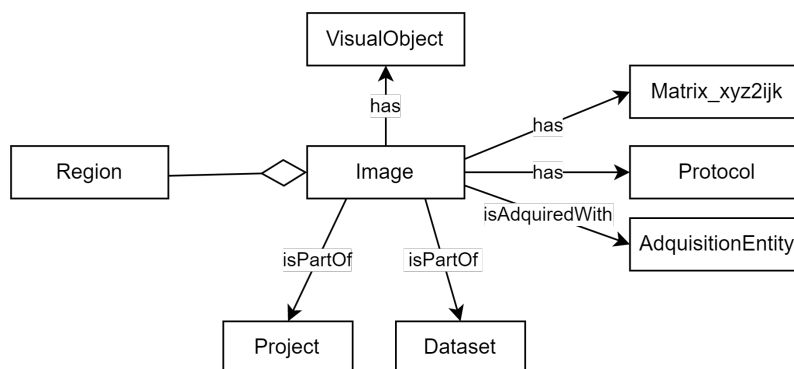 VisualObject
has
Matrix_xyz2ijk
has
Region
Image
has
Protocol
isAdquiredWith
AdquisitionEntity
isPartOf
isPartOf
Project
Dataset